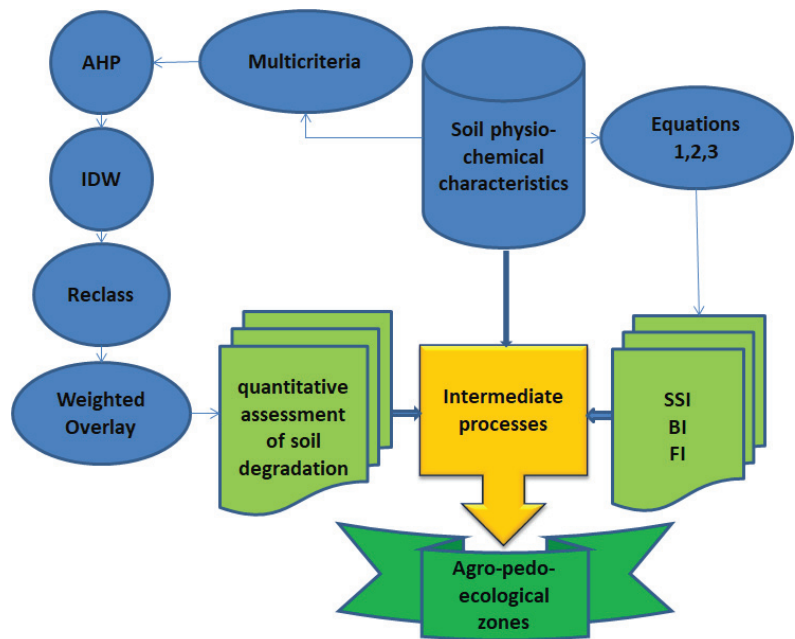 AHP
Multicriteria
Soil physio-
chemical
characteristics
Equations
1,2,3
IDW
Reclass
Weighted
Overlay
quantitative
assessment
of soil
degradation
Intermediate
processes
SSI
BI
FI
Agro-pedo-
ecological
zones